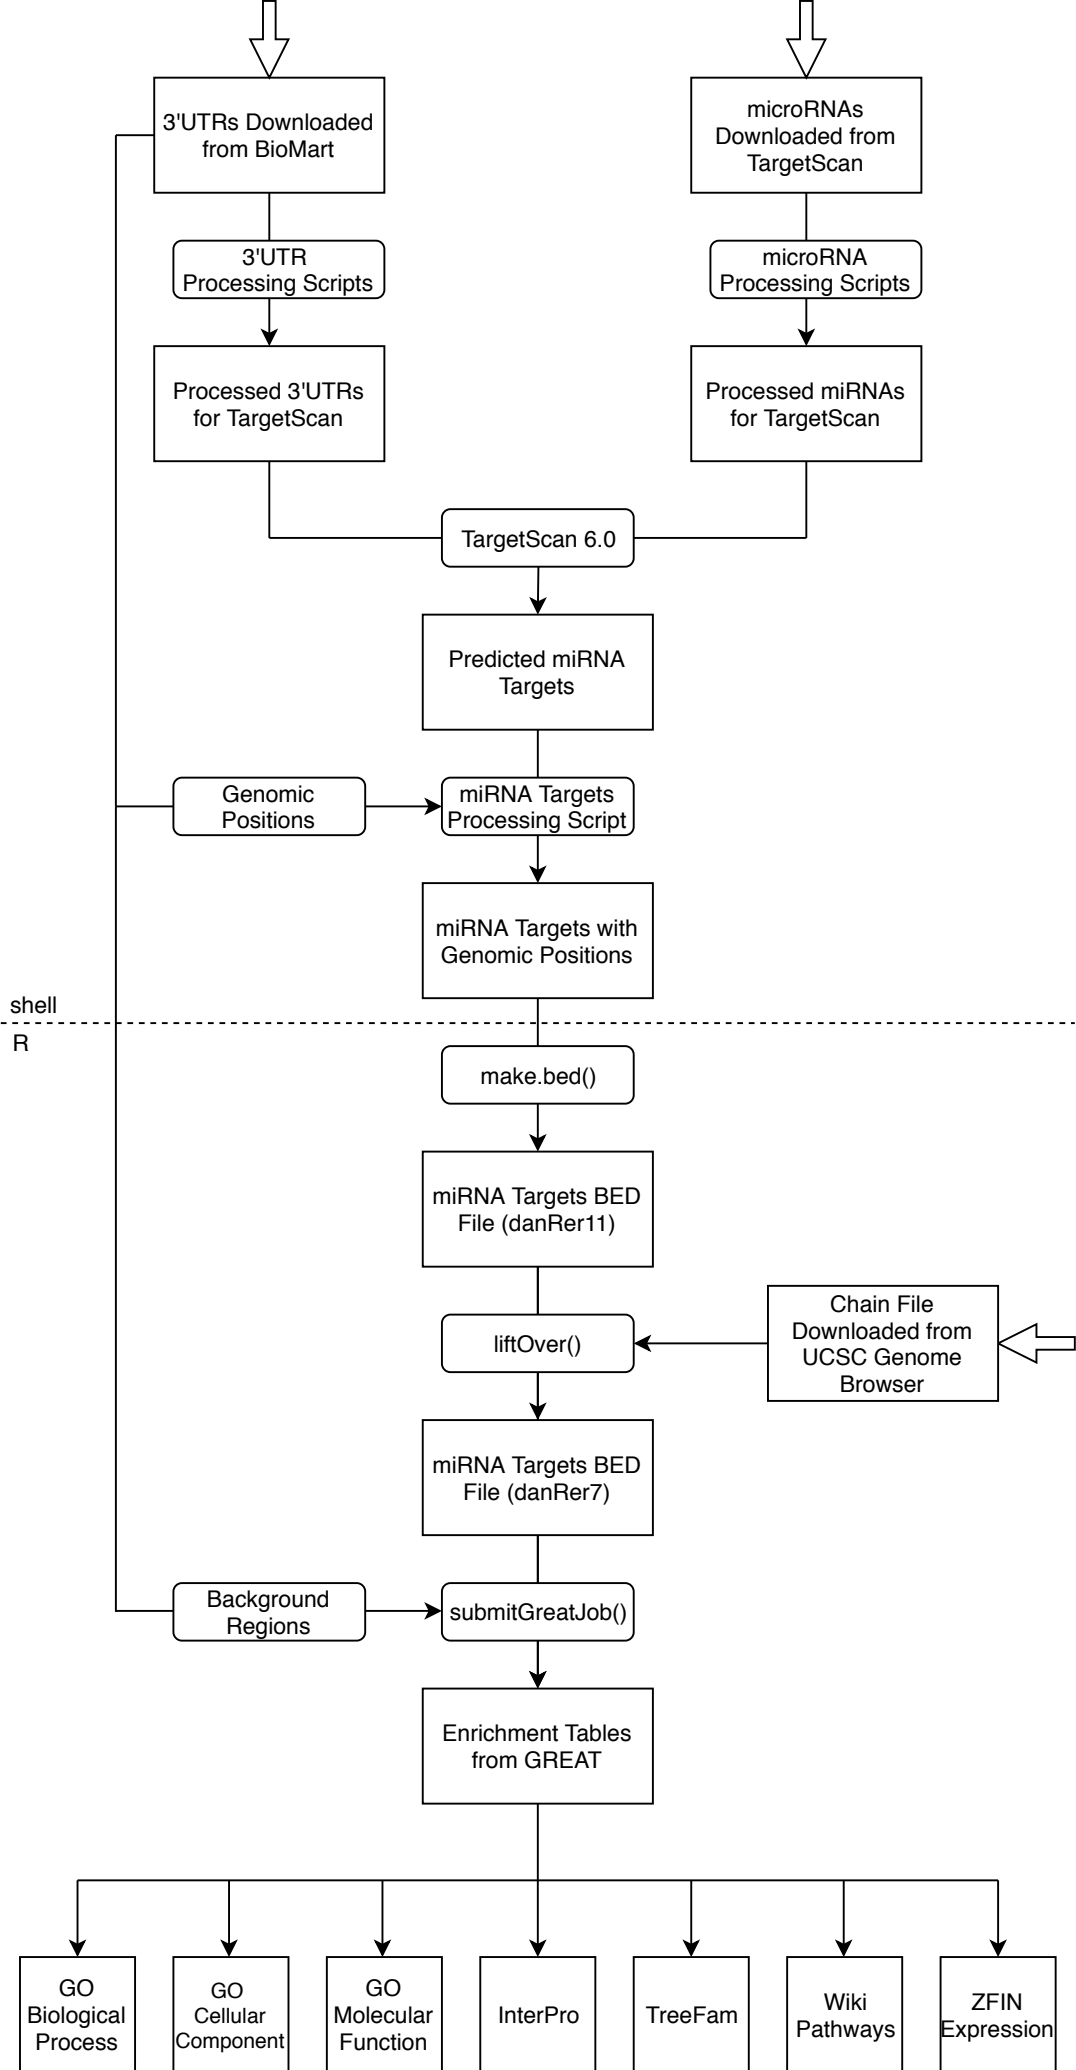 3'UTRs Downloaded
from BioMart
microRNAs
Downloaded from
TargetScan
3'UTR
Processing Scripts
microRNA
Processing Scripts
Processed 3'UTRs
for TargetScan
Processed miRNAs
for TargetScan
TargetScan 6.0
Predicted miRNA
Targets
Genomic
Positions
miRNA Targets
Processing Script
miRNA Targets with
Genomic Positions
shell
R
make.bed()
miRNA Targets BED
File (danRer11)
liftOver()
Chain File
Downloaded from
UCSC Genome
Browser
miRNA Targets BED
File (danRer7)
Background
Regions
submitGreatJob()
Enrichment Tables
from GREAT
GO
Biological
Process
GO
Cellular
Component
GO
Molecular
Function
InterPro
TreeFam
Wiki
Pathways
ZFIN
Expression